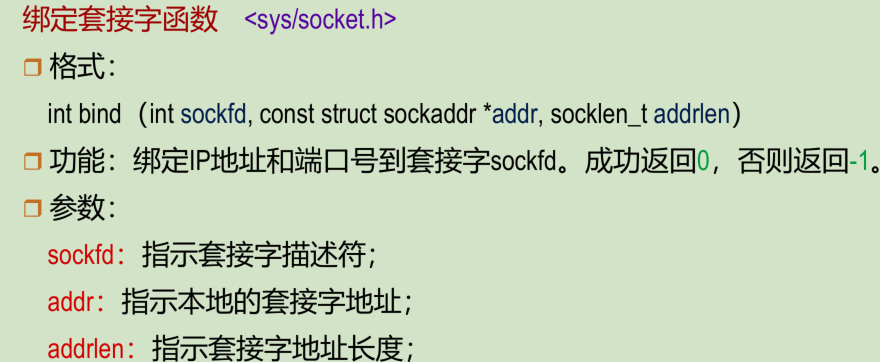 绑定套接字函数 <sys/socket.h>
格式：
int bind（int sockfd, const struct sockaddr *addr, socklen_t addrlen）
功能：绑定IP地址和端口号到套接字sockfd。成功返回0，否则返回-1。
参数：
sockfd：指示套接字描述符；
addr：指示本地的套接字地址；
addrlen：指示套接字地址长度；